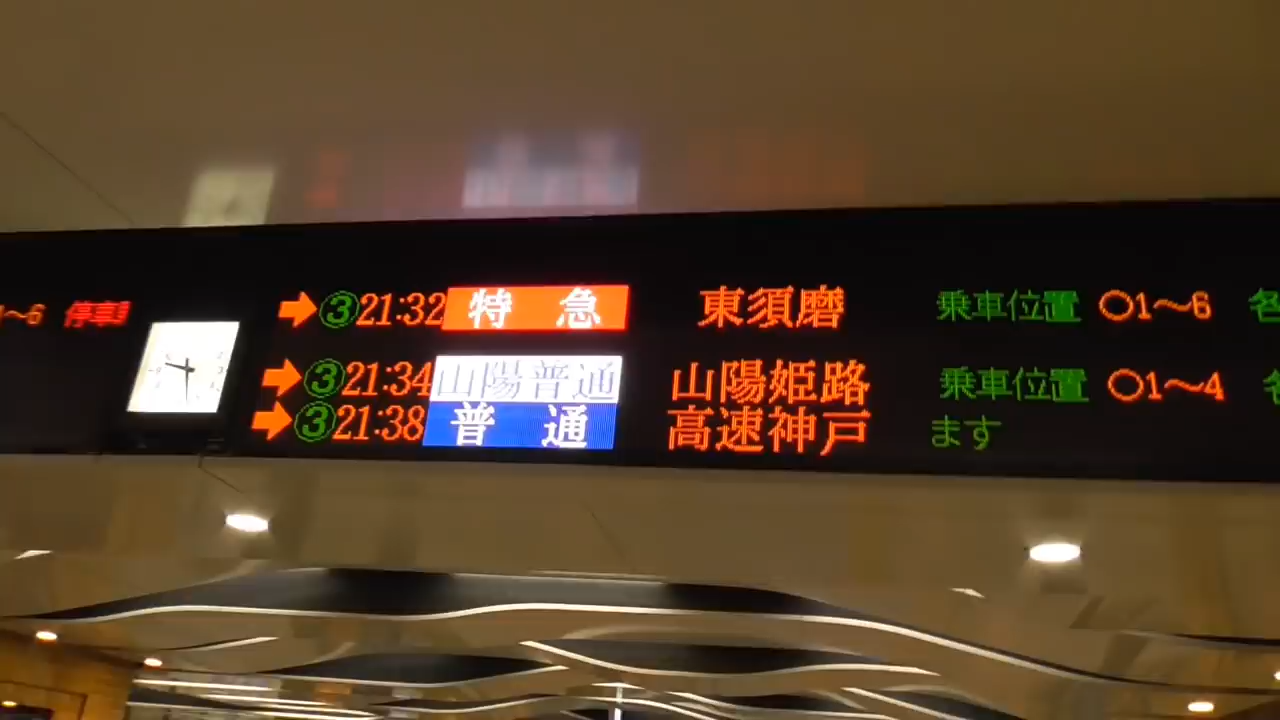 1～6 停車
➡③21:32 特急 東須磨 乗車位置 ○1～6 各
➡③21:34 山陽普通 山陽姫路 乗車位置 ○1～4 各
➡③21:38 普通 高速神戸 ます